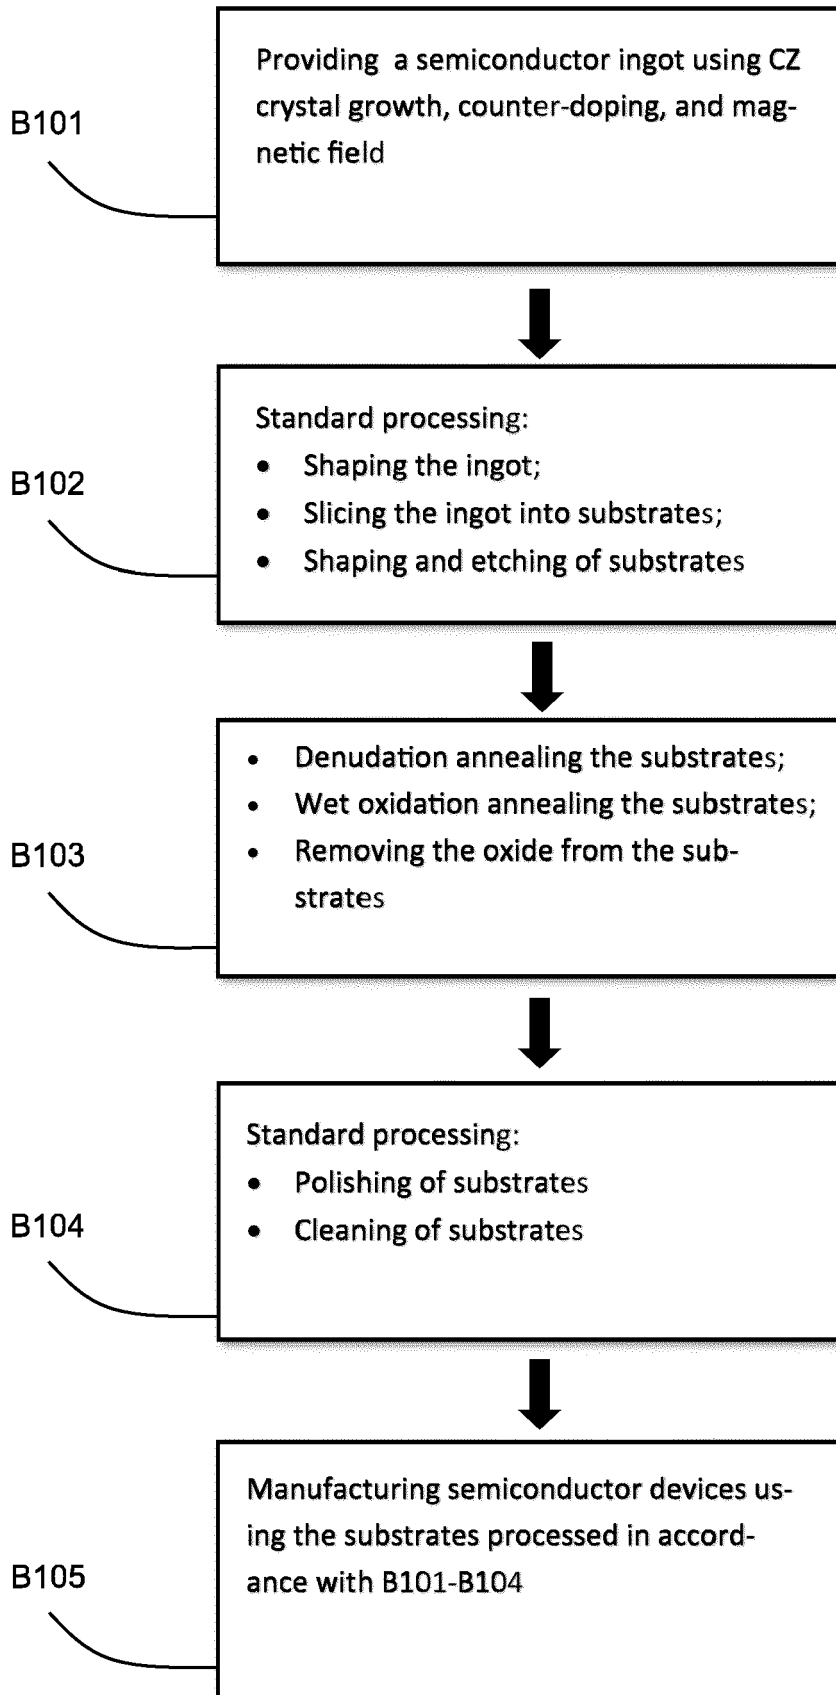 Providing a semiconductor ingot using CZ
crystal growth, counter-doping, and mag-
netic field
B101
Standard processing:
• Shaping the ingot;
• Slicing the ingot into substrates;
• Shaping and etching of substrates
B102
• Denudation annealing the substrates;
• Wet oxidation annealing the substrates;
• Removing the oxide from the sub-
strates
B103
Standard processing:
• Polishing of substrates
• Cleaning of substrates
B104
Manufacturing semiconductor devices us-
ing the substrates processed in accord-
ance with B101-B104
B105